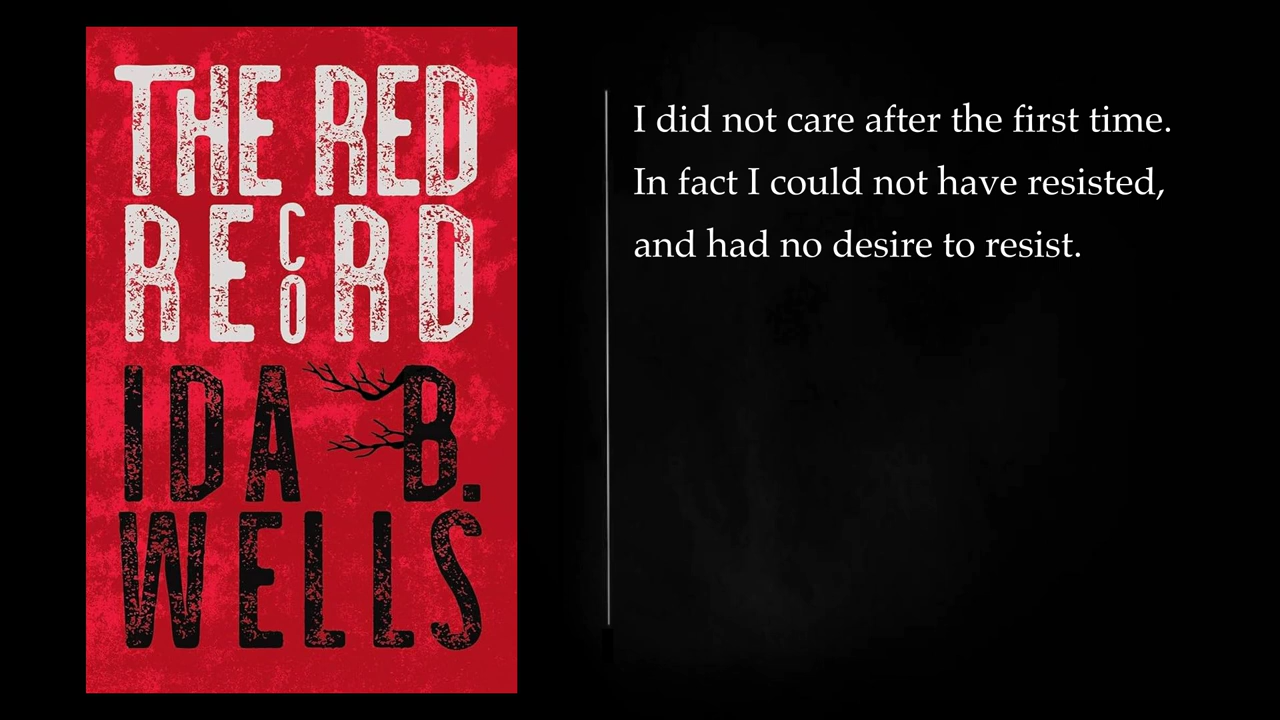 THE RED
RECORD
IDA B.
WELLS
I did not care after the first time.
In fact I could not have resisted,
and had no desire to resist.